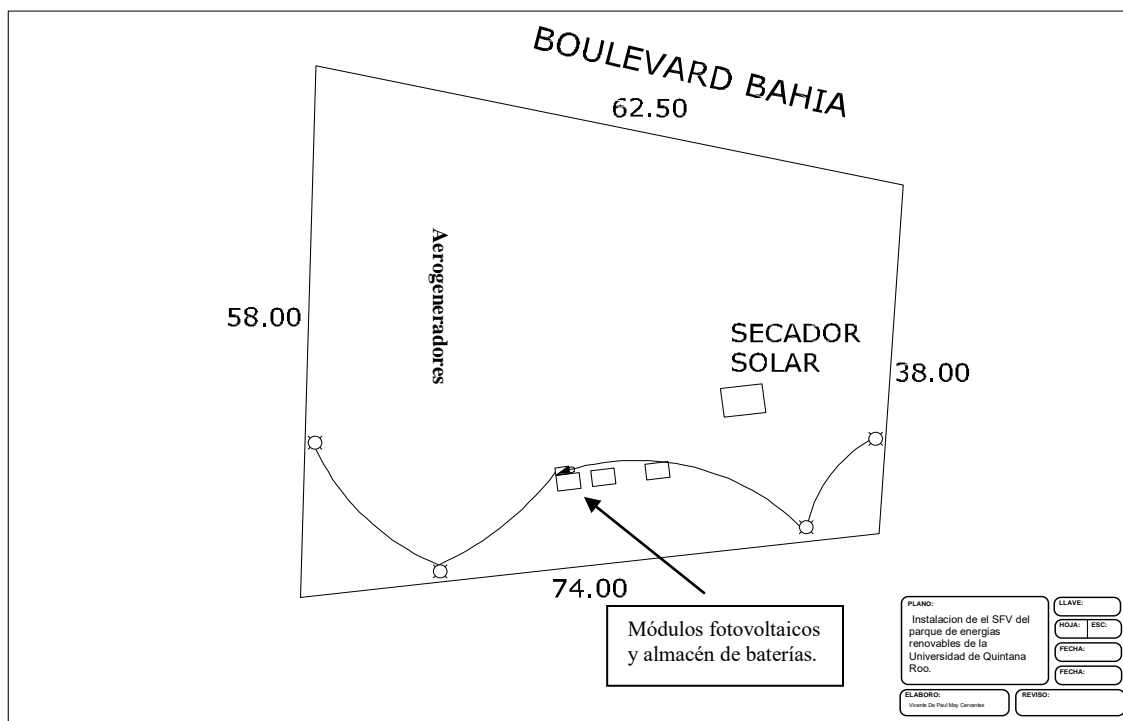 BOULEVARD BAHIA
62.50
Aerogeneradores
58.00
SECADOR
SOLAR
38.00
74.00
Módulos fotovoltaicos
y almacén de baterías.
PLANO:
Instalacion de el SFV del
parque de energias
renovables de la
Universidad de Quintana
Roo.
LLAVE:
HOJA:
ESC:
FECHA:
FECHA:
ELABORO:
Vicente De Paul May Cervantes
REVISO: